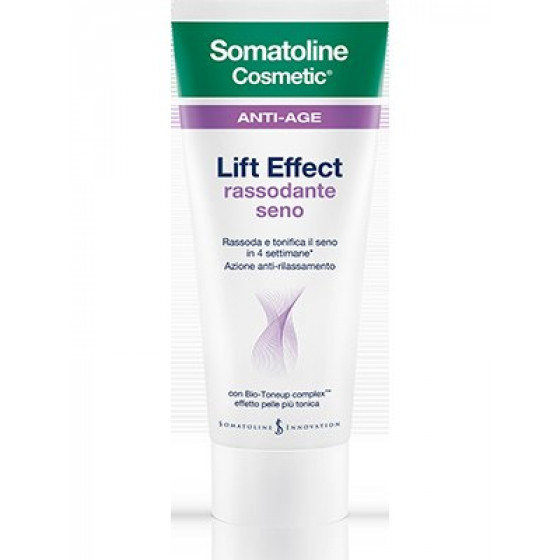 Somatoline
Cosmetic®
ANTI-AGE
Lift Effect
rassodante
seno
Rassoda e tonifica il seno
in 4 settimane*
Azione anti-rilassamento
con Bio-Toneup complex™
effetto pelle più tonica
SOMATOLINE INNOVATION